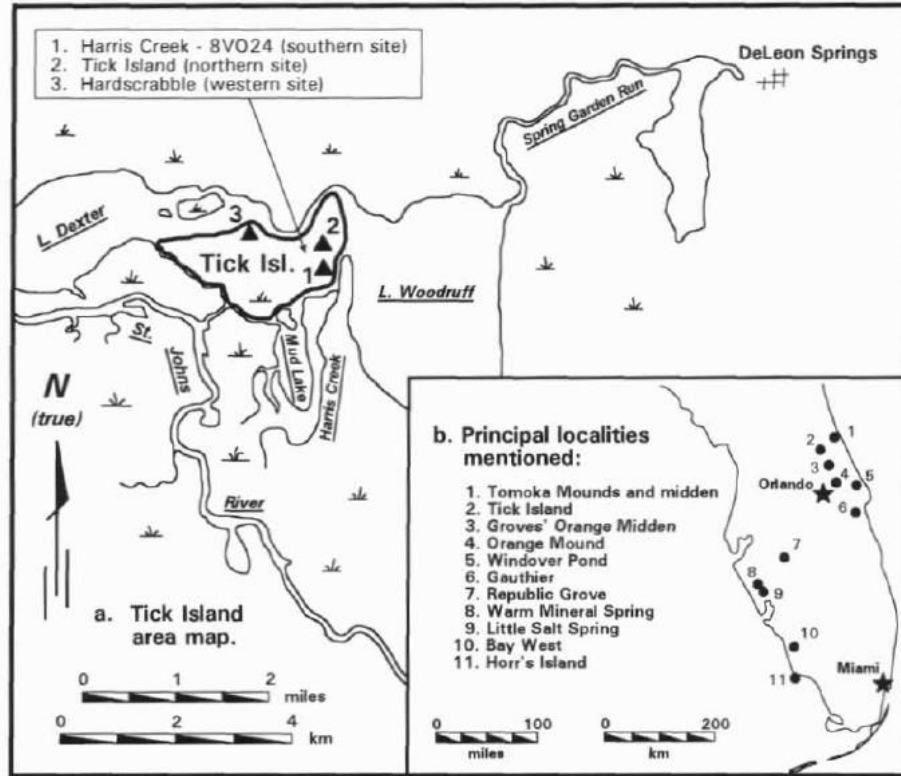 1. Harris Creek - 8VO24 (southern site)
2. Tick Island (northern site)
3. Hardscrabble (western site)
DeLeon Springs
Spring Garden Run
L. Dexter
3
2
Tick Isl.
1
L. Woodruff
St.
Johns
Mud Lake
Harris Creek
River
N
(true)
a. Tick Island
area map.
0 1 2
miles
0 2 4
km
b. Principal localities
mentioned:
1. Tomoka Mounds and midden
2. Tick Island
3. Groves' Orange Midden
4. Orange Mound
5. Windover Pond
6. Gauthier
7. Republic Grove
8. Warm Mineral Spring
9. Little Salt Spring
10. Bay West
11. Horr's Island
1
2
3
4
5
Orlando
6
7
8
9
10
11
Miami
0 100
miles
0 200
km